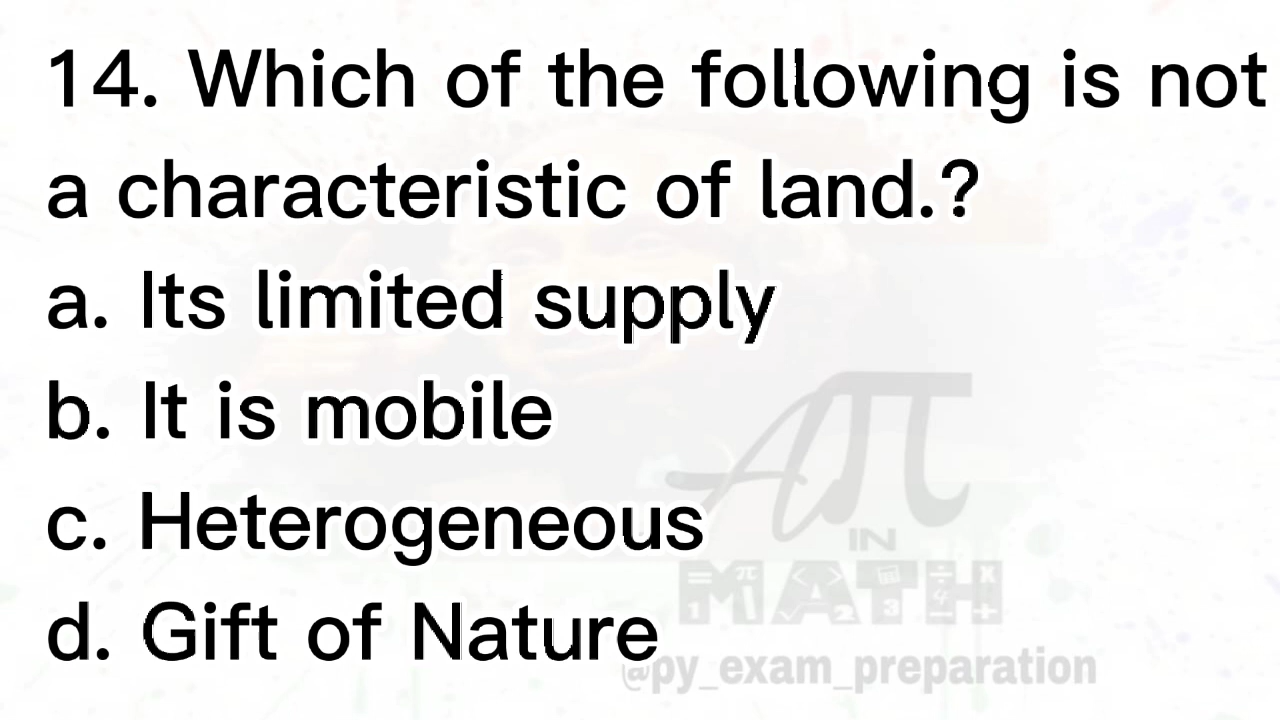 14. Which of the following is not
a characteristic of land.?
a. Its limited supply
b. It is mobile
c. Heterogeneous
d. Gift of Nature
Aπ
IN
MATH
@py_exam_preparation